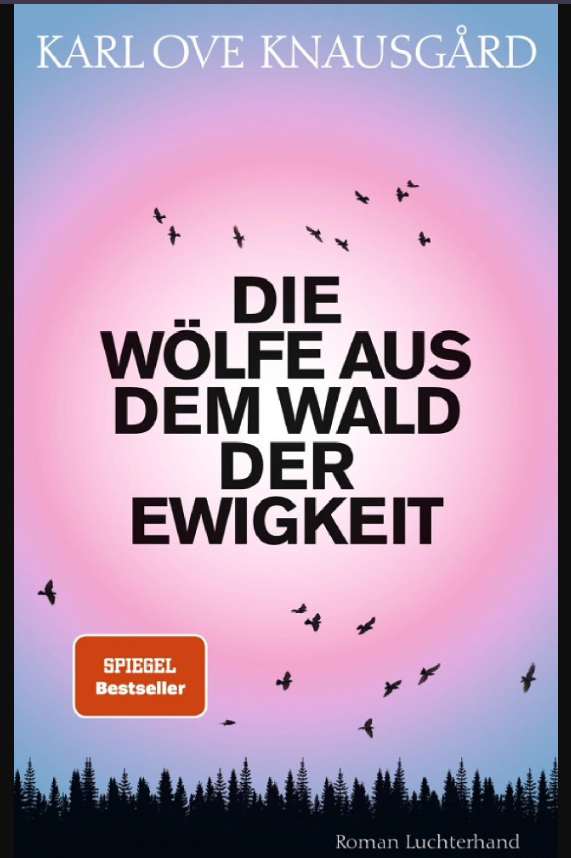 KARL OVE KNAUSGÅRD
DIE
WÖLFE AUS
DEM WALD
DER
EWIGKEIT
SPIEGEL
Bestseller
Roman Luchterhand